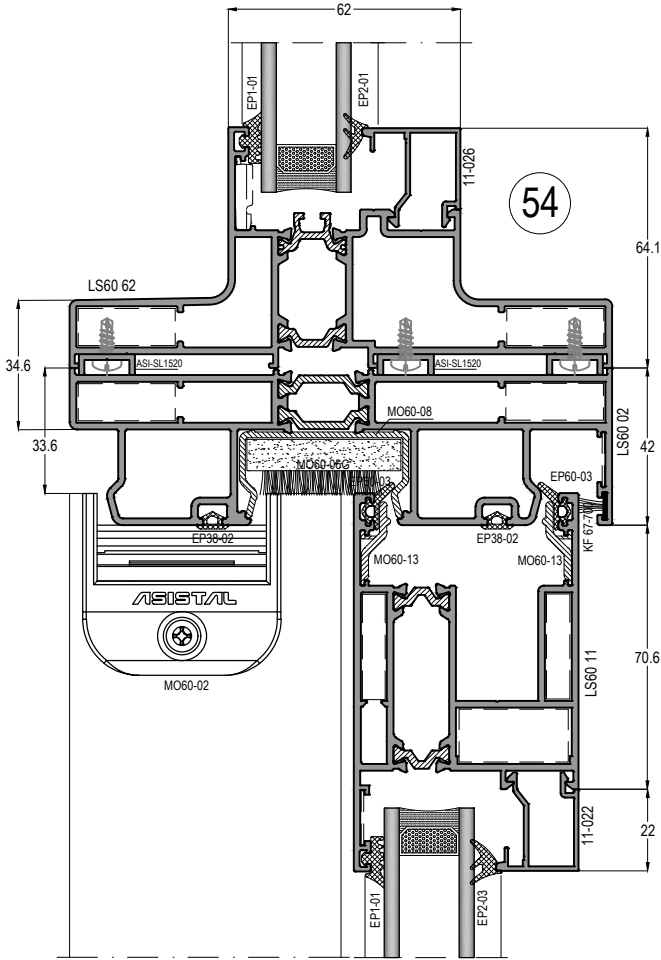 62
EP1-01
EP2-01
11-026
54
64.1
LS60 62
34.6
ASI-SL1520
ASI-SL1520
MO60-08
33.6
LS60 02
42
MO60-06G
EP60-03
EP60-03
KF 67.70
EP38-02
EP38-02
MO60-13
MO60-13
ASISTAL
MO60-02
LS60 11
70.6
11-022
22
EP1-01
EP2-03